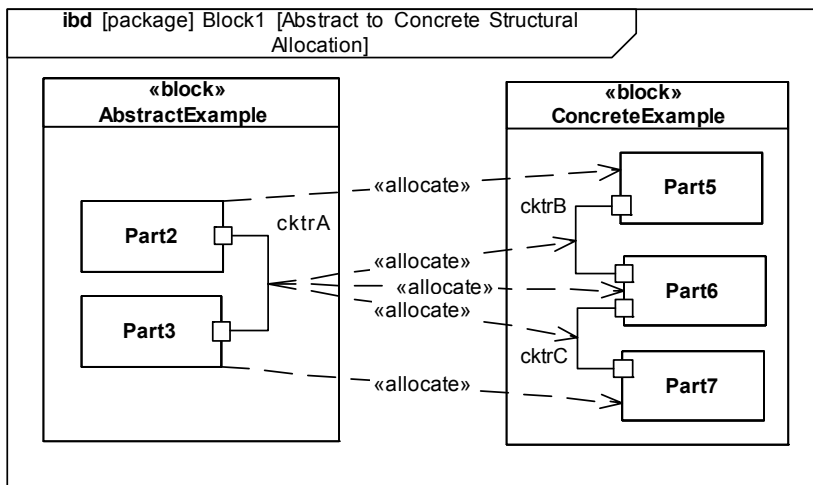 ibd [package] Block1 [Abstract to Concrete Structural
Allocation]
«block»
AbstractExample
«block»
ConcreteExample
«allocate»
Part5
cktrB
cktrA
Part2
«allocate»
Part6
«allocate»
«allocate»
Part3
cktrC
Part7
«allocate»